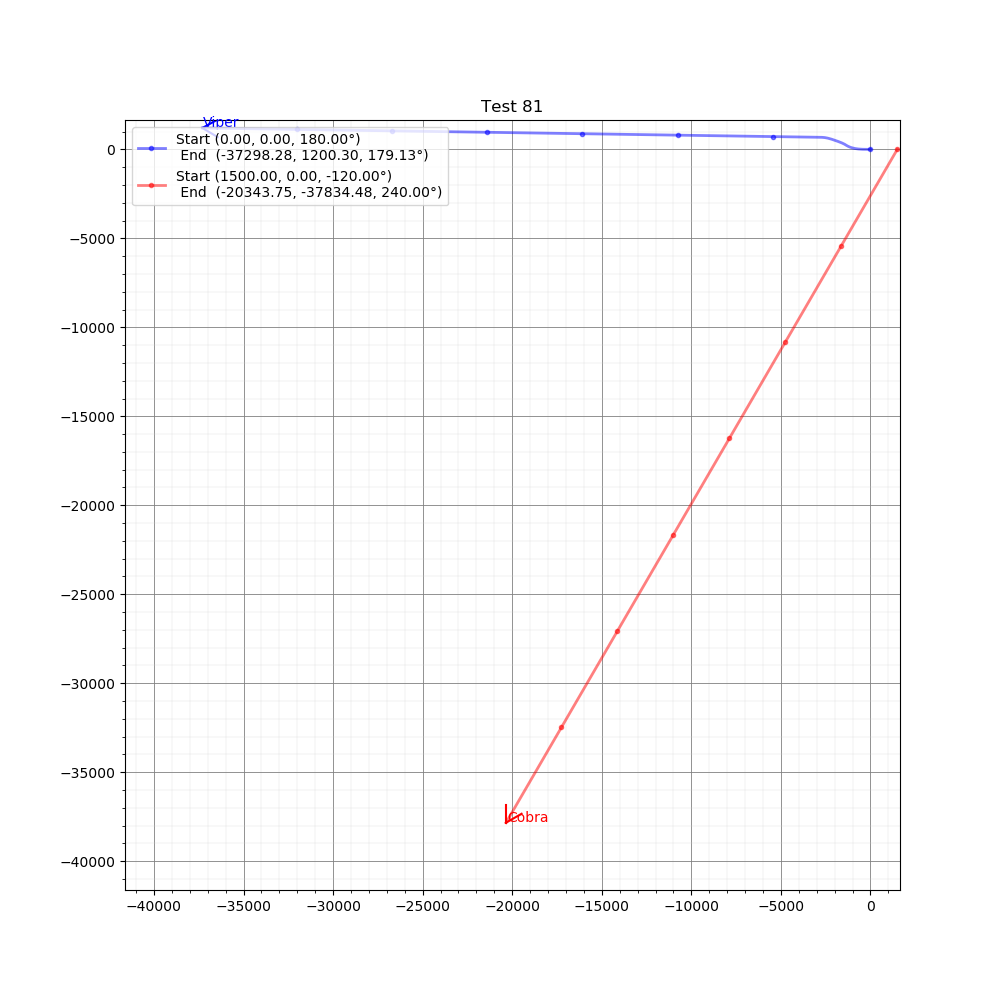 Test 81
Viper
Start (0.00, 0.00, 180.00°)
End  (-37298.28, 1200.30, 179.13°)
Start (1500.00, 0.00, -120.00°)
End  (-20343.75, -37834.48, 240.00°)
0
−5000
−10000
−15000
−20000
−25000
−30000
−35000
−40000
Cobra
−40000 −35000 −30000 −25000 −20000 −15000 −10000 −5000 0